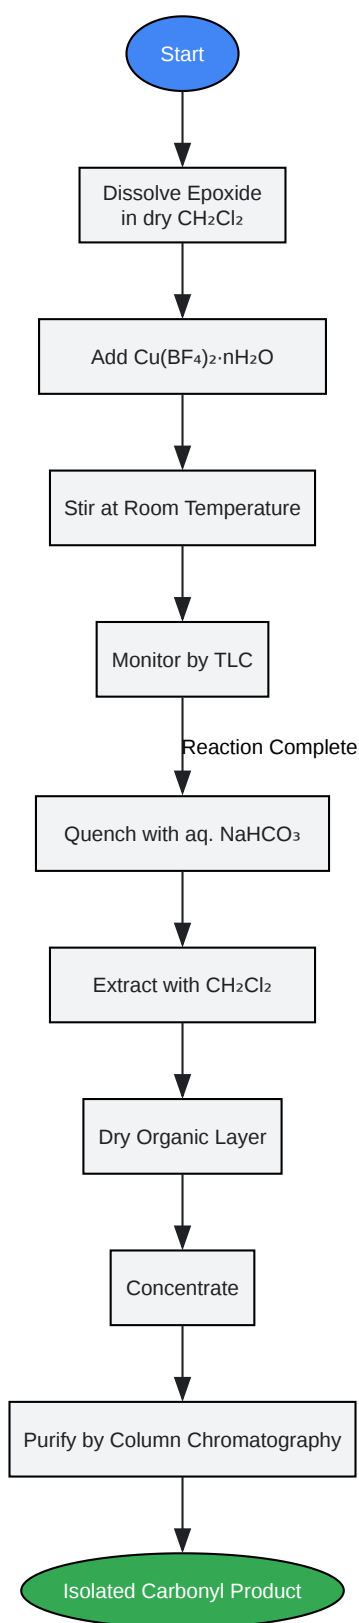 Start
Dissolve Epoxide
in dry CH₂Cl₂
Add Cu(BF₄)₂·nH₂O
Stir at Room Temperature
Monitor by TLC
Reaction Complete
Quench with aq. NaHCO₃
Extract with CH₂Cl₂
Dry Organic Layer
Concentrate
Purify by Column Chromatography
Isolated Carbonyl Product